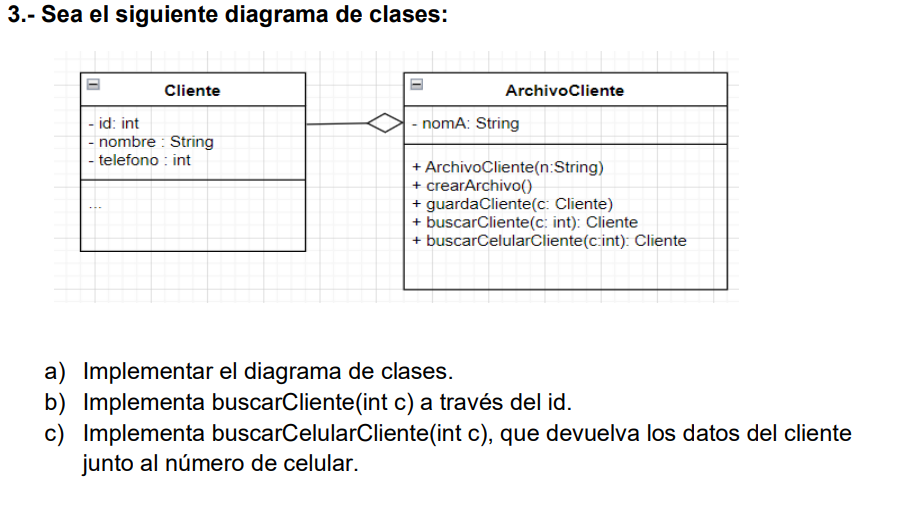 3.- Sea el siguiente diagrama de clases:
Cliente
- id: int
- nombre : String
- telefono : int
...
ArchivoCliente
- nomA: String
+ ArchivoCliente(n:String)
+ crearArchivo()
+ guardaCliente(c: Cliente)
+ buscarCliente(c: int): Cliente
+ buscarCelularCliente(c:int): Cliente
a) Implementar el diagrama de clases.
b) Implementa buscarCliente(int c) a través del id.
c) Implementa buscarCelularCliente(int c), que devuelva los datos del cliente
junto al número de celular.